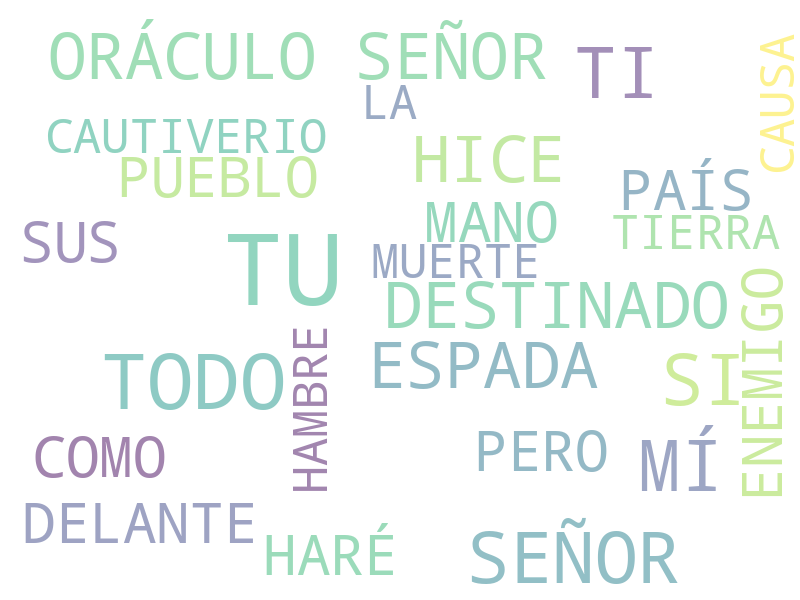 ORÁCULO
SEÑOR
TI
CAUSA
LA
CAUTIVERIO
PUEBLO
HICE
PAÍS
SUS
MANO
TIERRA
TU
MUERTE
DESTINADO
ENEMIGO
TODO
HAMBRE
ESPADA
SI
COMO
PERO
MÍ
DELANTE
HARÉ
SEÑOR